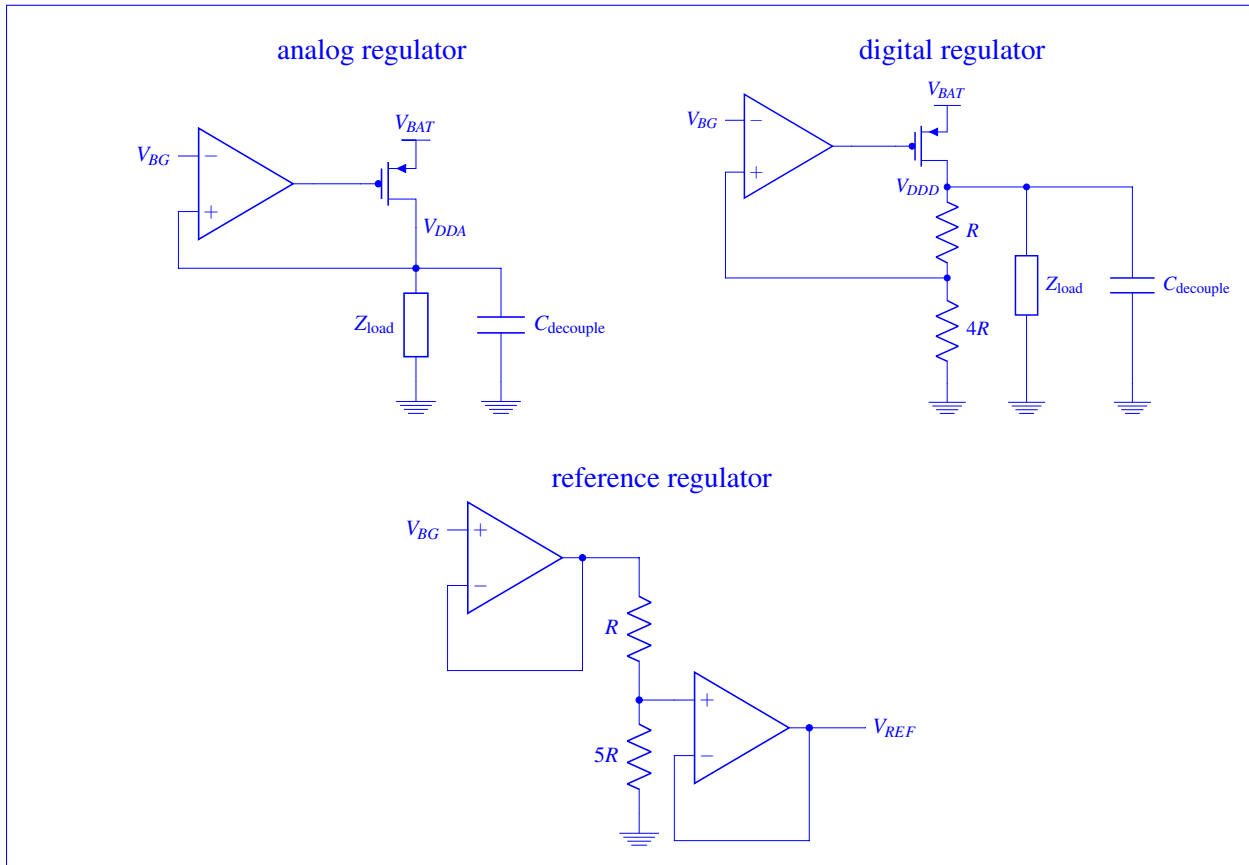 analog regulator
V_BAT
V_BG
−
+
V_DDA
Z_load
C_decouple
digital regulator
V_BAT
V_BG
−
+
V_DDD
R
Z_load
C_decouple
4R
reference regulator
V_BG
+
−
R
+
V_REF
5R
−